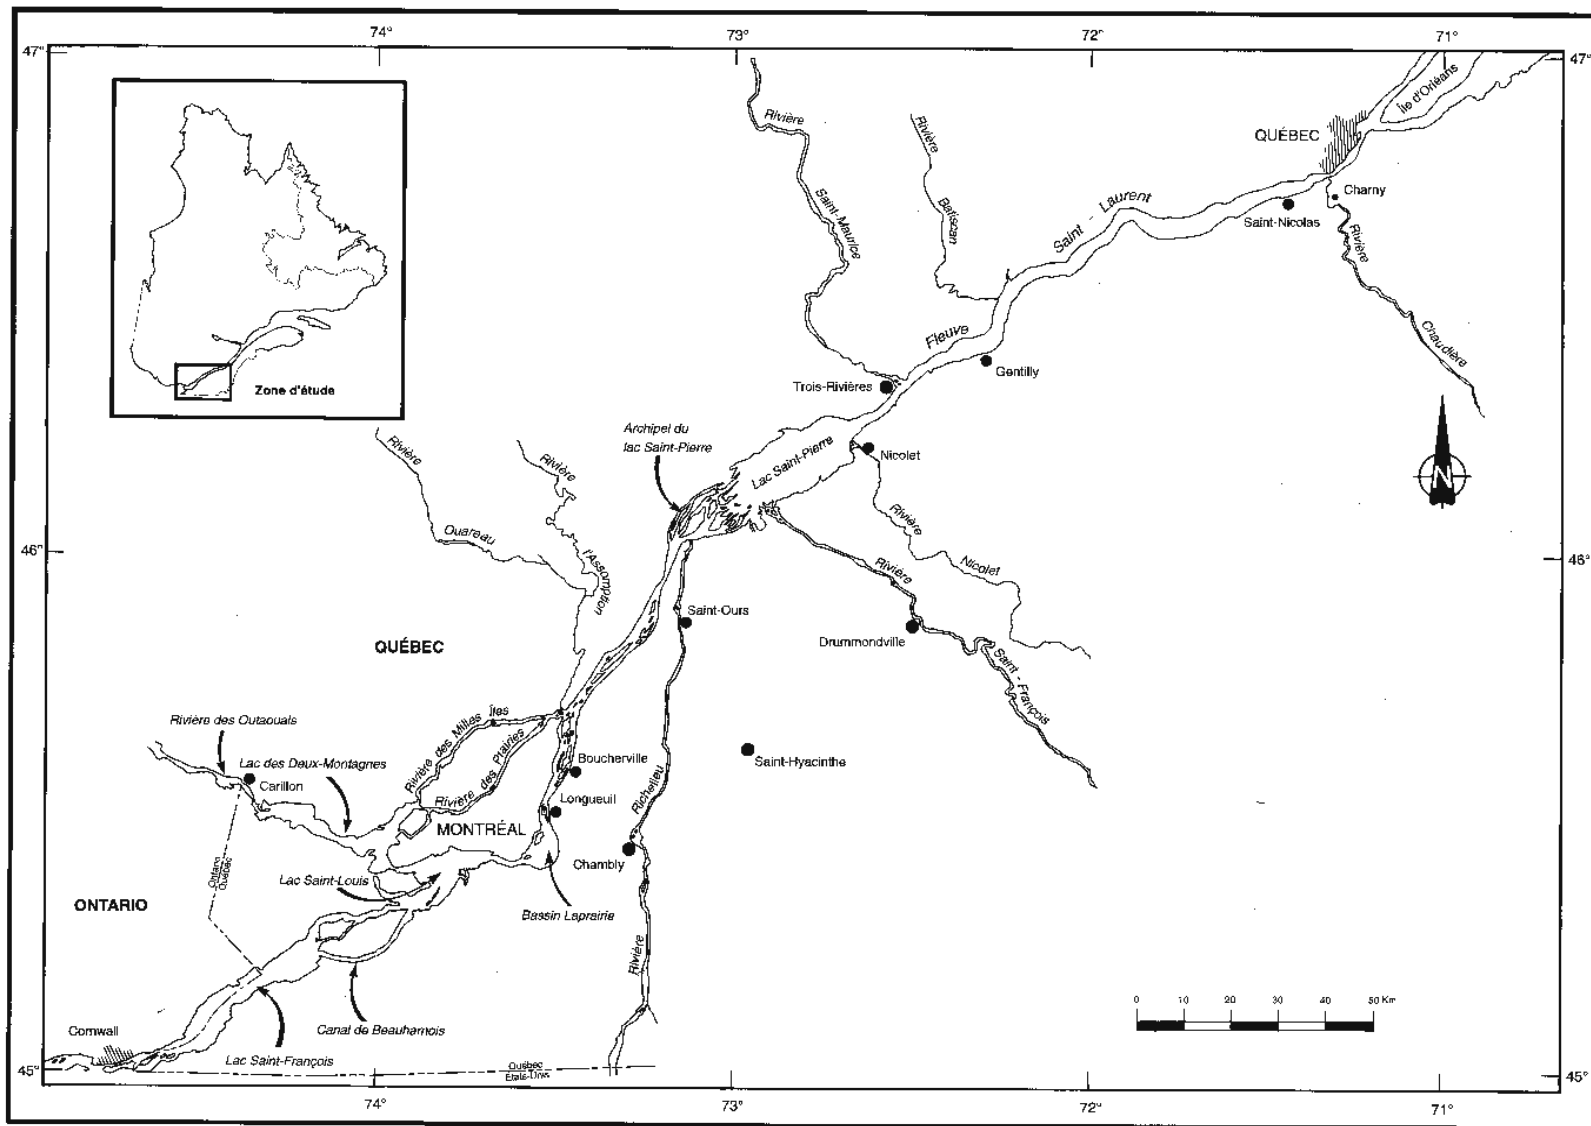 74°
73°
72°
71°
47°
47°
Île d'Orléans
QUÉBEC
Charny
Saint-Nicolas
Rivière
Chaudière
Rivière
Saint-Maurice
Rivière
Batiscan
Fleuve
Saint - Laurent
Gentilly
Trois-Rivières
Zone d'étude
Archipel du
lac Saint-Pierre
Lac Saint-Pierre
Nicolet
N
Rivière
Ouareau
Rivière
l'Assomption
46°
46°
Rivière
Nicolet
Rivière
Saint - François
Saint-Ours
Drummondville
QUÉBEC
Rivière des Outaouais
Rivière des Milles Îles
Lac des Deux-Montagnes
Rivière des Prairies
Carillon
Boucherville
Longueuil
Saint-Hyacinthe
MONTRÉAL
Richelieu
Chambly
Ontario
Québec
Lac Saint-Louis
ONTARIO
Bassin Laprairie
Rivière
0 10 20 30 40 50 Km
Cornwall
Canal de Beauharnois
Lac Saint-François
Québec
États-Unis
45°
45°
74°
73°
72°
71°